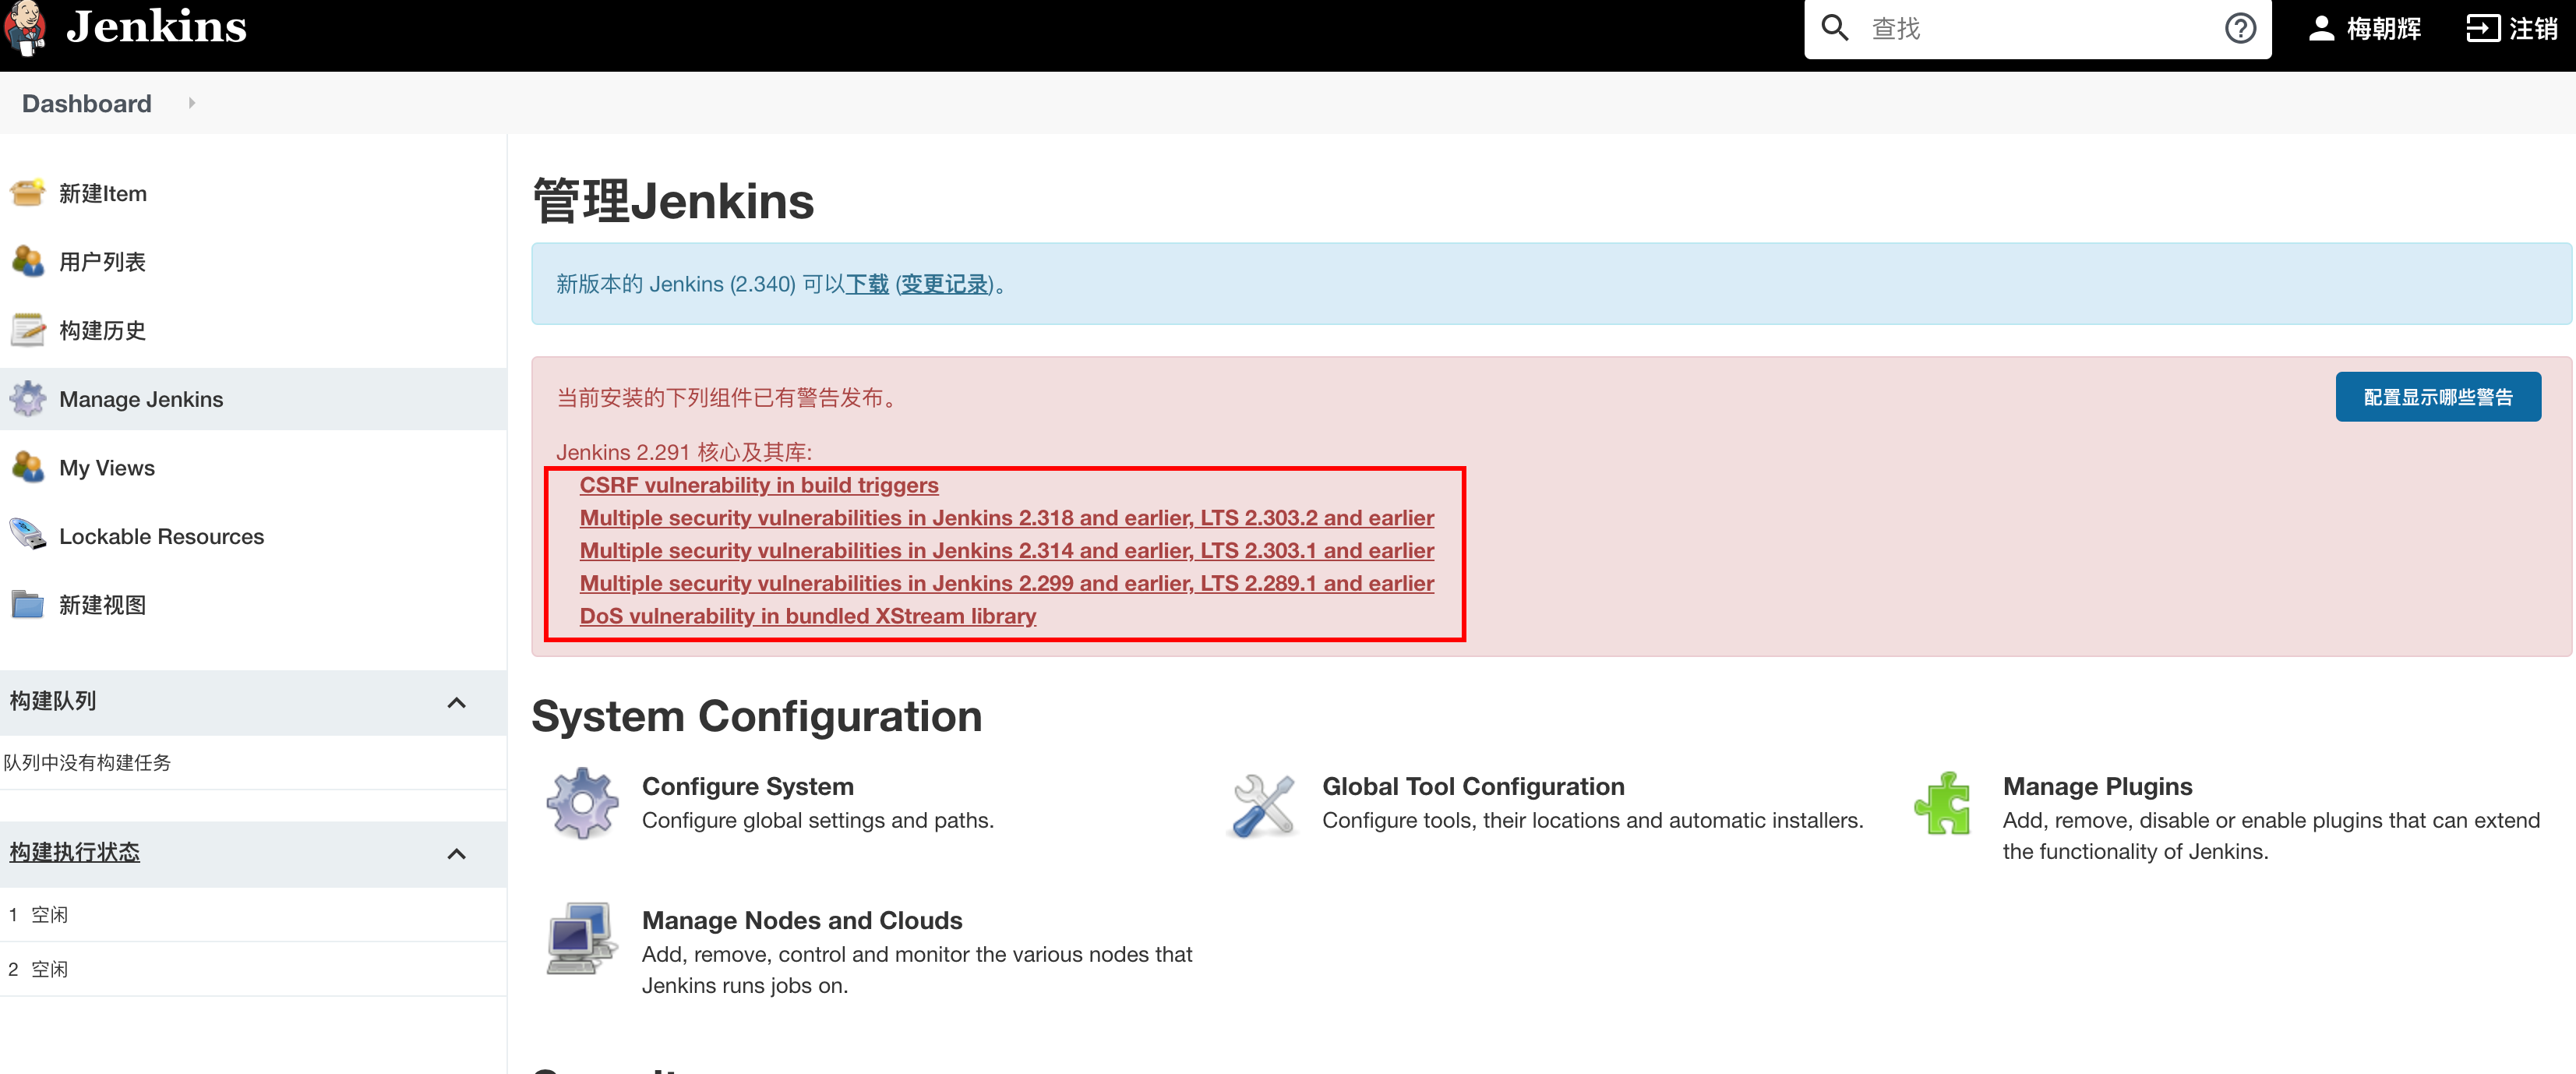 Jenkins
查找
梅朝辉
注销
Dashboard
新建Item
用户列表
构建历史
Manage Jenkins
My Views
Lockable Resources
新建视图
构建队列
队列中没有构建任务
构建执行状态
1 空闲
2 空闲
管理Jenkins
新版本的 Jenkins (2.340) 可以下载 (变更记录)。
当前安装的下列组件已有警告发布。
配置显示哪些警告
Jenkins 2.291 核心及其库:
CSRF vulnerability in build triggers
Multiple security vulnerabilities in Jenkins 2.318 and earlier, LTS 2.303.2 and earlier
Multiple security vulnerabilities in Jenkins 2.314 and earlier, LTS 2.303.1 and earlier
Multiple security vulnerabilities in Jenkins 2.299 and earlier, LTS 2.289.1 and earlier
DoS vulnerability in bundled XStream library
System Configuration
Configure System
Configure global settings and paths.
Global Tool Configuration
Configure tools, their locations and automatic installers.
Manage Plugins
Add, remove, disable or enable plugins that can extend
the functionality of Jenkins.
Manage Nodes and Clouds
Add, remove, control and monitor the various nodes that
Jenkins runs jobs on.